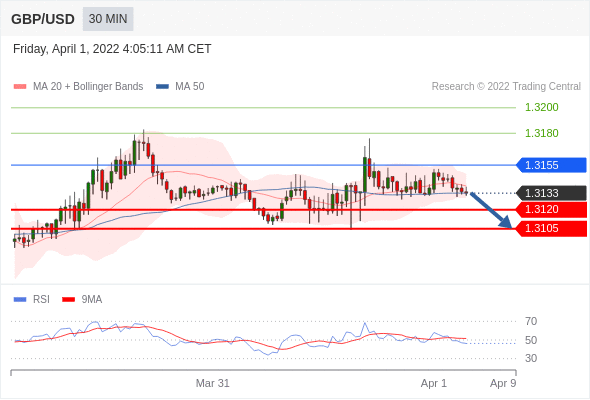 GBP/USD 30 MIN
Friday, April 1, 2022 4:05:11 AM CET
MA 20 + Bollinger Bands MA 50 Research © 2022 Trading Central
1.3200
1.3180
1.3155
1.3133
1.3120
1.3105
RSI 9MA
70
50
30
Mar 31 Apr 1 Apr 9